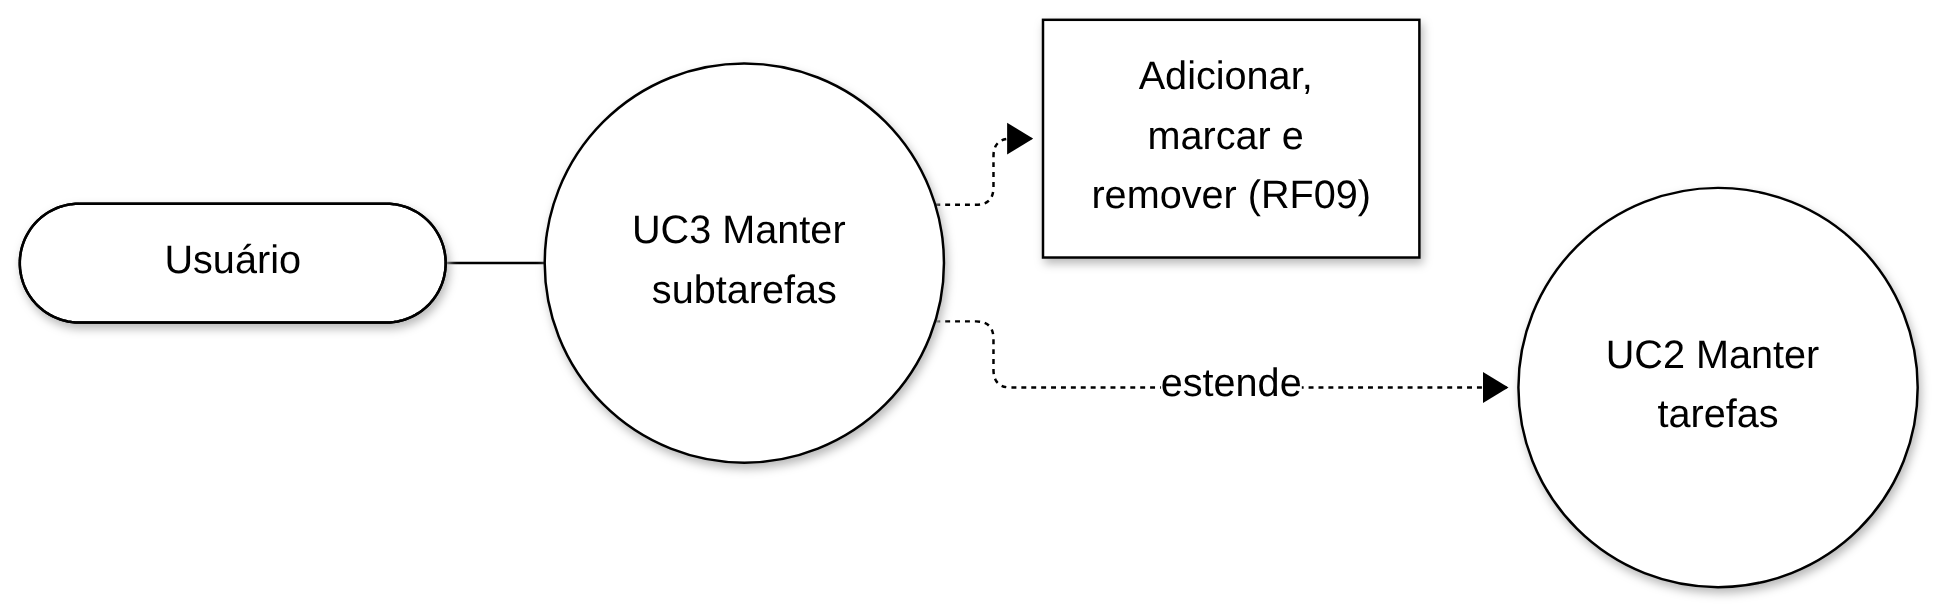 Usuário
UC3 Manter
subtarefas
Adicionar,
marcar e
remover (RF09)
estende
UC2 Manter
tarefas